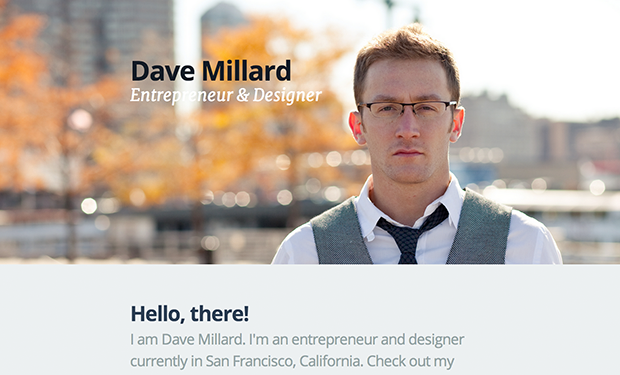 Dave Millard
Entrepreneur & Designer
Hello, there!
I am Dave Millard. I'm an entrepreneur and designer
currently in San Francisco, California. Check out my